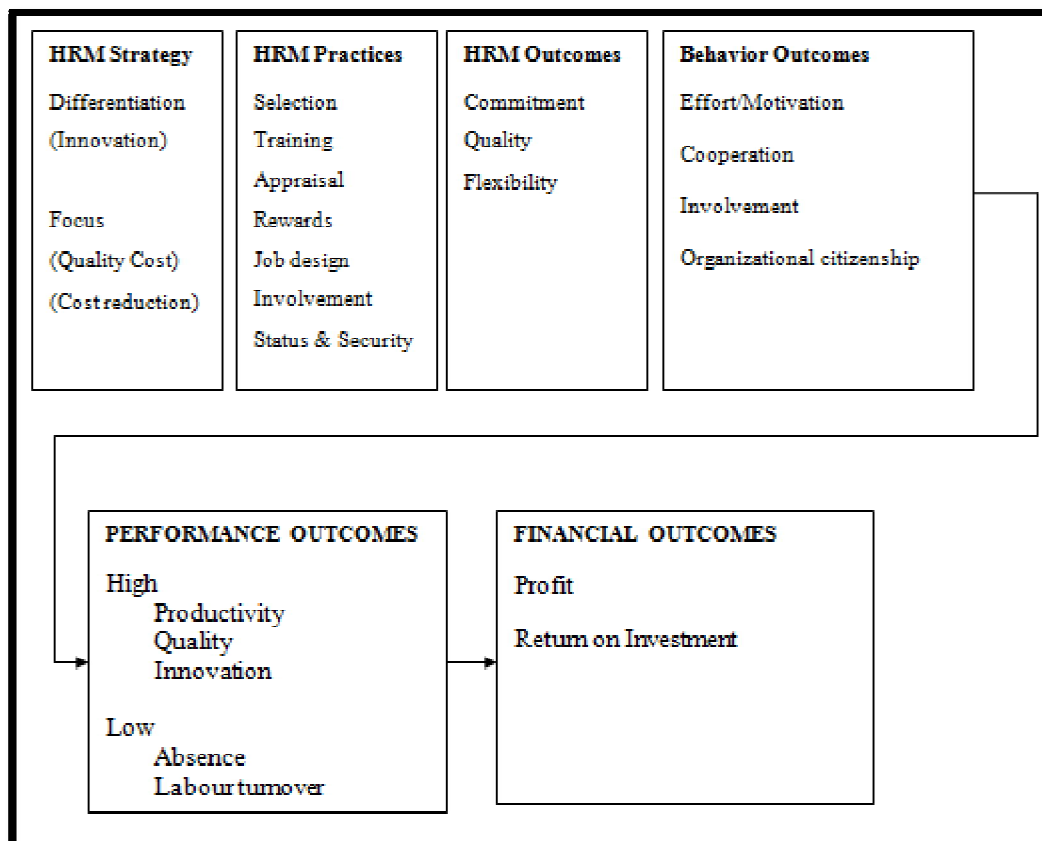 HRM Strategy
Differentiation
(Innovation)
Focus
(Quality Cost)
(Cost reduction)
HRM Practices
Selection
Training
Appraisal
Rewards
Job design
Involvement
Status & Security
HRM Outcomes
Commitment
Quality
Flexibility
Behavior Outcomes
Effort/Motivation
Cooperation
Involvement
Organizational citizenship
PERFORMANCE OUTCOMES
High
Productivity
Quality
Innovation
Low
Absence
Labour turnover
FINANCIAL OUTCOMES
Profit
Return on Investment